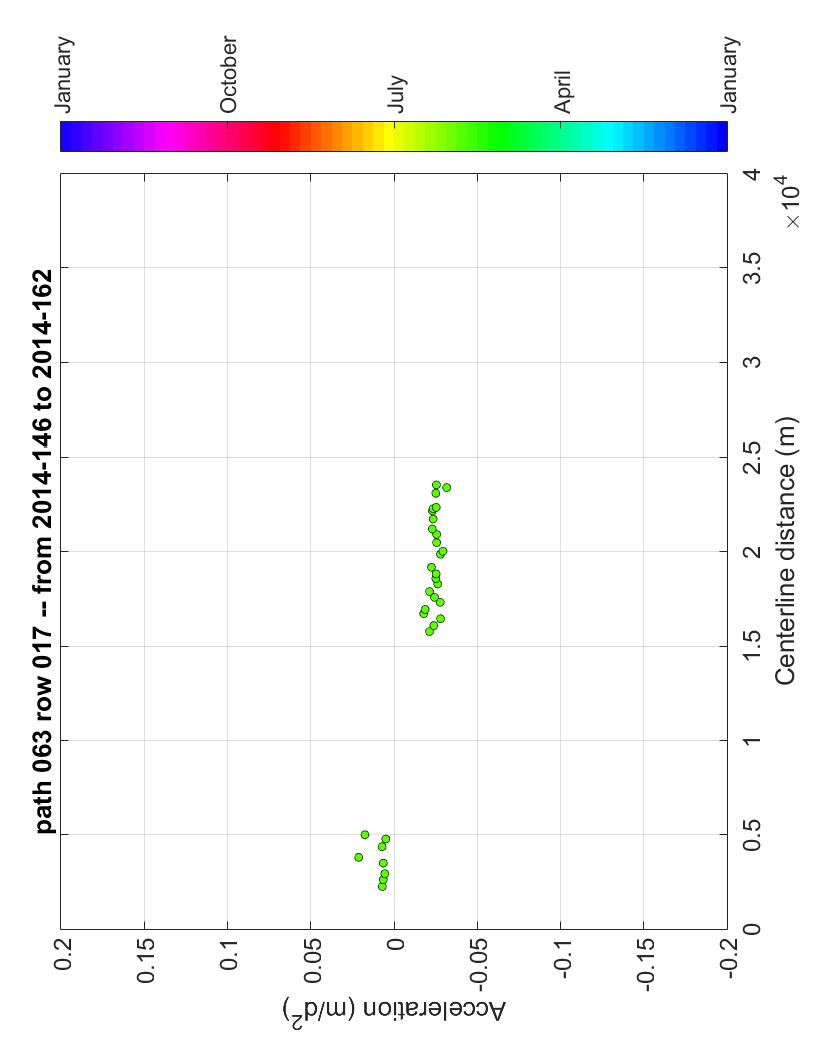 path 063 row 017 -- from 2014-146 to 2014-162
0.2
0.15
0.1
0.05
0
-0.05
-0.1
-0.15
-0.2
Acceleration (m/d²)
0
0.5
1
1.5
2
2.5
3
3.5
4
×10⁴
Centerline distance (m)
January
October
July
April
January